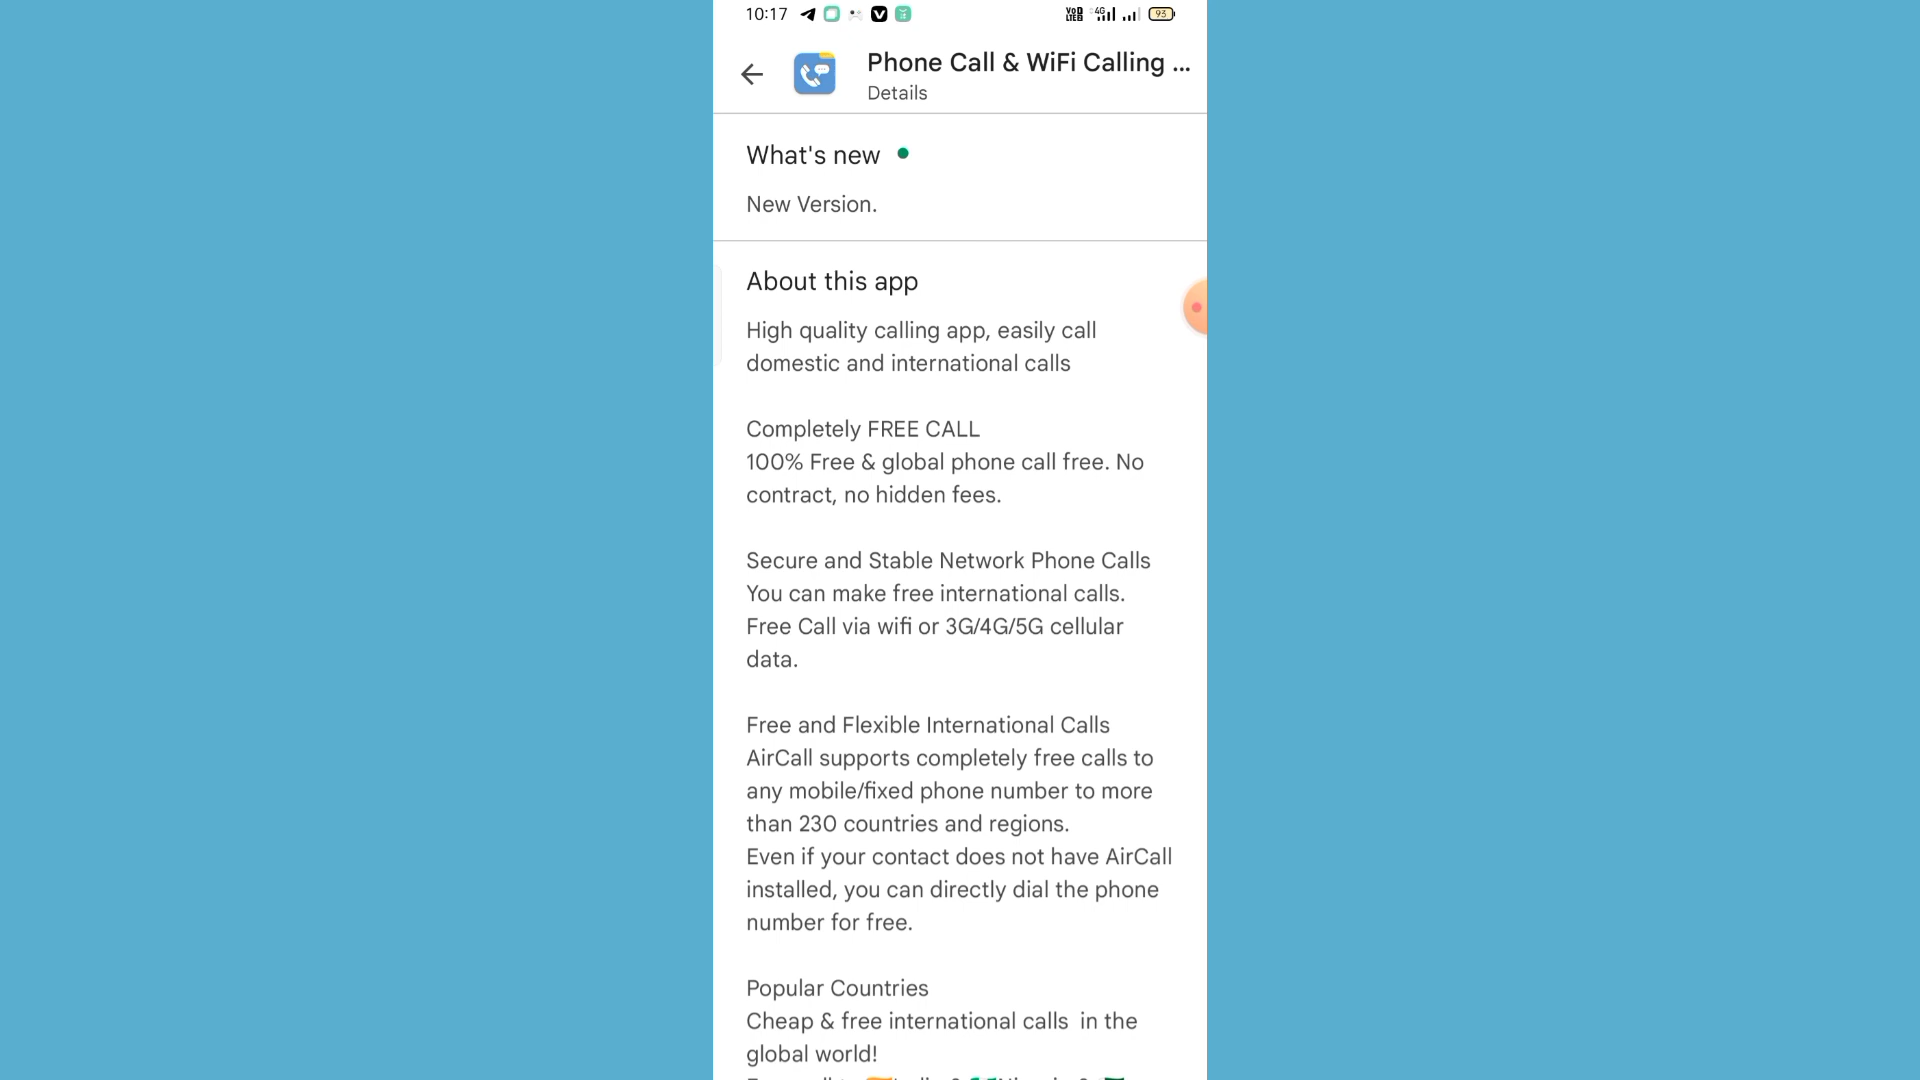 10:17
VoD LTE2 4G 93
Phone Call & WiFi Calling ...
Details
What's new
New Version.
About this app
High quality calling app, easily call
domestic and international calls
Completely FREE CALL
100% Free & global phone call free. No
contract, no hidden fees.
Secure and Stable Network Phone Calls
You can make free international calls.
Free Call via wifi or 3G/4G/5G cellular
data.
Free and Flexible International Calls
AirCall supports completely free calls to
any mobile/fixed phone number to more
than 230 countries and regions.
Even if your contact does not have AirCall
installed, you can directly dial the phone
number for free.
Popular Countries
Cheap & free international calls in the
global world!